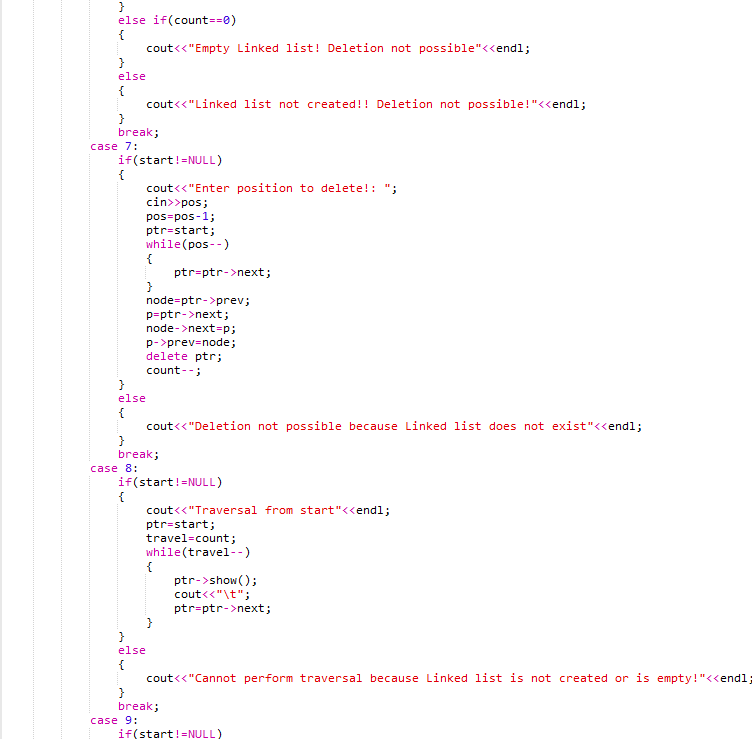 }
else if(count==0)
{
cout<<"Empty Linked list! Deletion not possible"<<endl;
}
else
{
cout<<"Linked list not created!! Deletion not possible!"<<endl;
}
break;
case 7:
if(start!=NULL)
{
cout<<"Enter position to delete!: ";
cin>>pos;
pos=pos-1;
ptr=start;
while(pos--)
{
ptr=ptr->next;
}
node=ptr->prev;
p=ptr->next;
node->next=p;
p->prev=node;
delete ptr;
count--;
}
else
{
cout<<"Deletion not possible because Linked list does not exist"<<endl;
}
break;
case 8:
if(start!=NULL)
{
cout<<"Traversal from start"<<endl;
ptr=start;
travel=count;
while(travel--)
{
ptr->show();
cout<<"\t";
ptr=ptr->next;
}
}
else
{
cout<<"Cannot perform traversal because Linked list is not created or is empty!"<<endl;
}
break;
case 9:
if(start!=NULL)